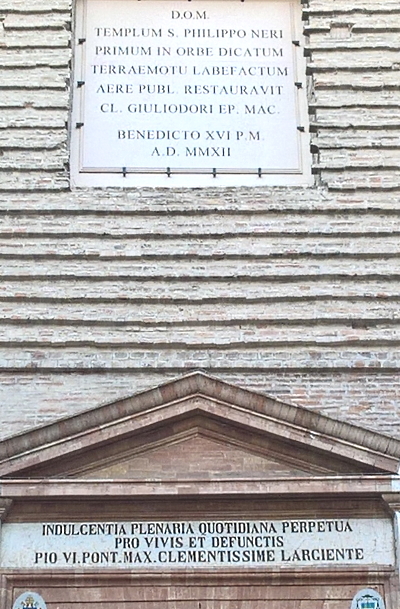 D.O.M.
TEMPLUM S. PHILIPPO NERI
PRIMUM IN ORBE DICATUM
TERRAEMOTU LABEFACTUM
AERE PUBL. RESTAURAVIT
CL. GIULIODORI EP. MAC.
BENEDICTO XVI P.M.
A.D. MMXII
INDULCENTIA PLENARIA QUOTIDIANA PERPETUA
PRO VIVIS ET DEFUNCTIS
PIO VI.PONT.MAX.CLEMENTISSIME LARGIENTE